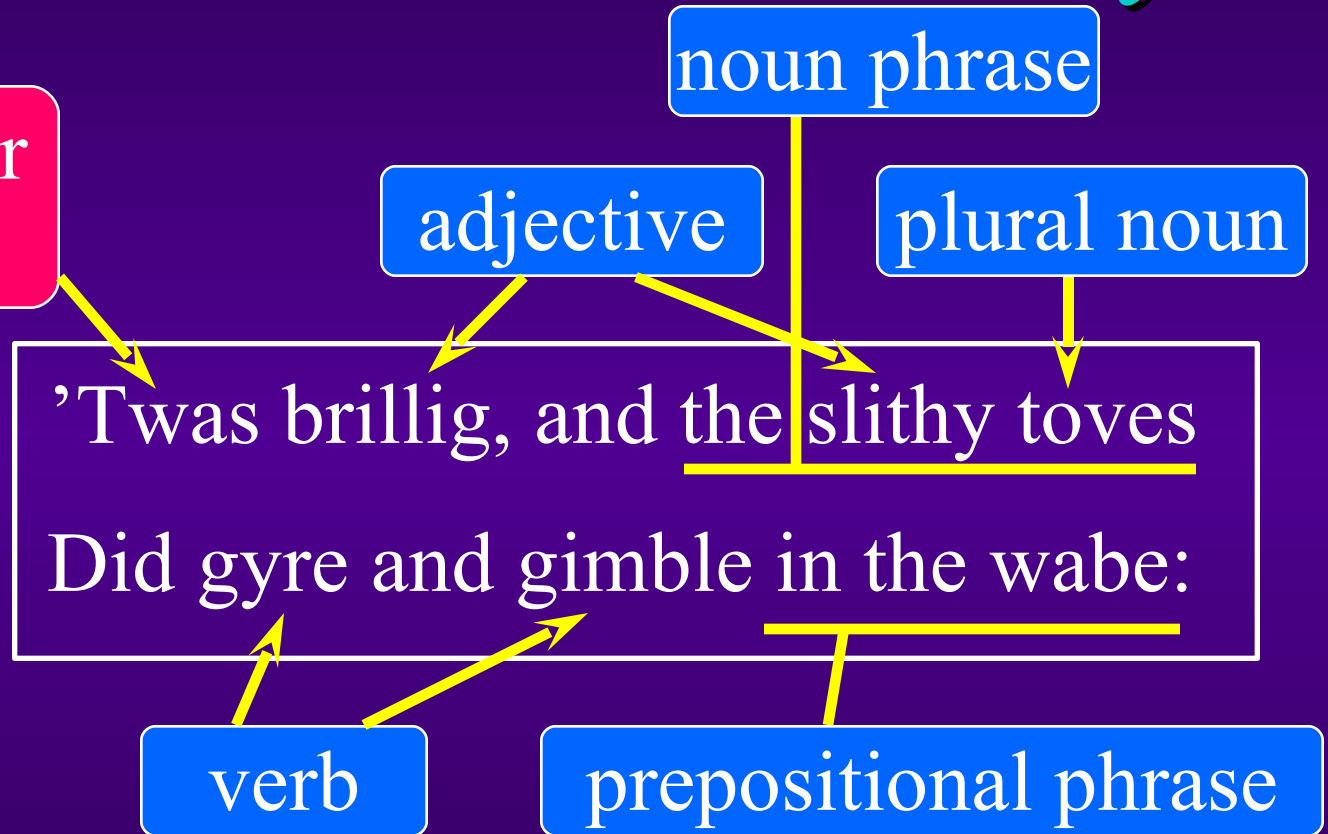 noun phrase
adjective
plural noun
’Twas brillig, and the slithy toves
Did gyre and gimble in the wabe:
verb
prepositional phrase